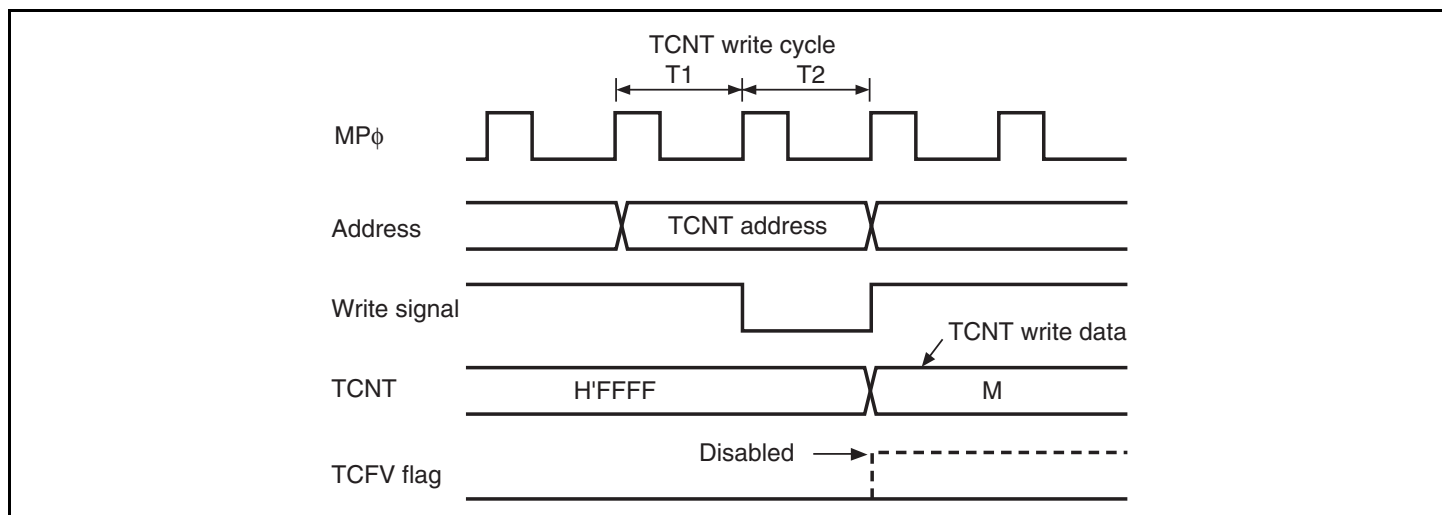 TCNT write cycle
T1 T2
MPϕ
Address TCNT address
Write signal
TCNT write data
TCNT H'FFFF M
Disabled
TCFV flag